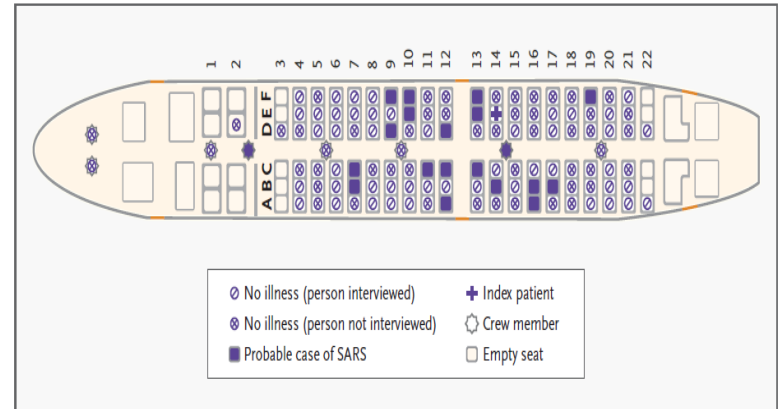 1 2 3 4 5 6 7 8 9 10 11 12 13 14 15 16 17 18 19 20 21 22
D E F
A B C
No illness (person interviewed)
No illness (person not interviewed)
Probable case of SARS
Index patient
Crew member
Empty seat